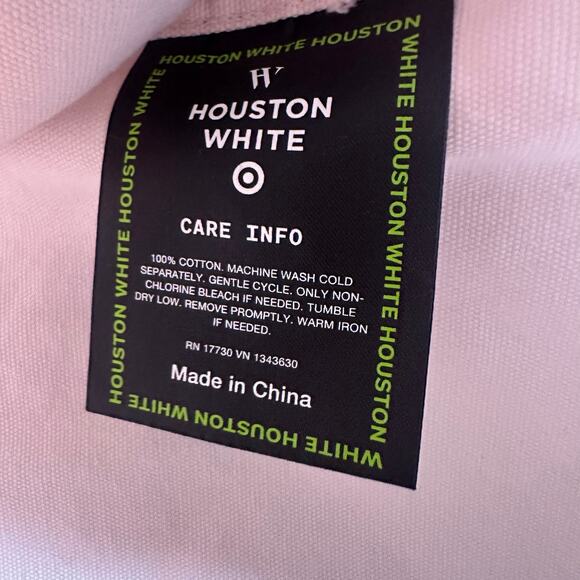 HOUSTON WHITE HOUSTON
WHITE HOUSTON WHITE HOUSTON
WHITE HOUSTON WHITE
HOUSTON WHITE HOUSTON WHITE
HW
HOUSTON
WHITE
CARE INFO
100% COTTON. MACHINE WASH COLD
SEPARATELY. GENTLE CYCLE. ONLY NON-
CHLORINE BLEACH IF NEEDED. TUMBLE
DRY LOW. REMOVE PROMPTLY. WARM IRON
IF NEEDED.
RN 17730 VN 1343630
Made in China